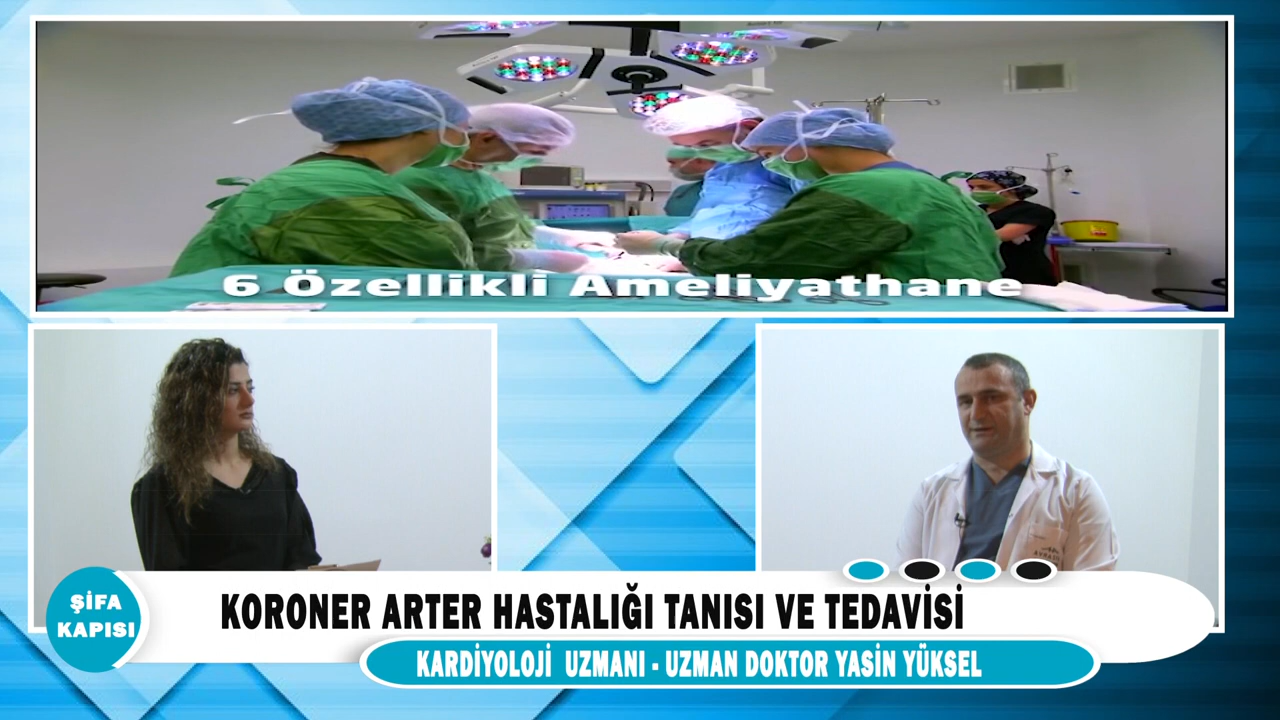 6 Özellikli Ameliyathane
ŞİFA
KAPISI
KORONER ARTER HASTALIĞI TANISI VE TEDAVİSİ
KARDİYOLOJİ UZMANI - UZMAN DOKTOR YASİN YÜKSEL